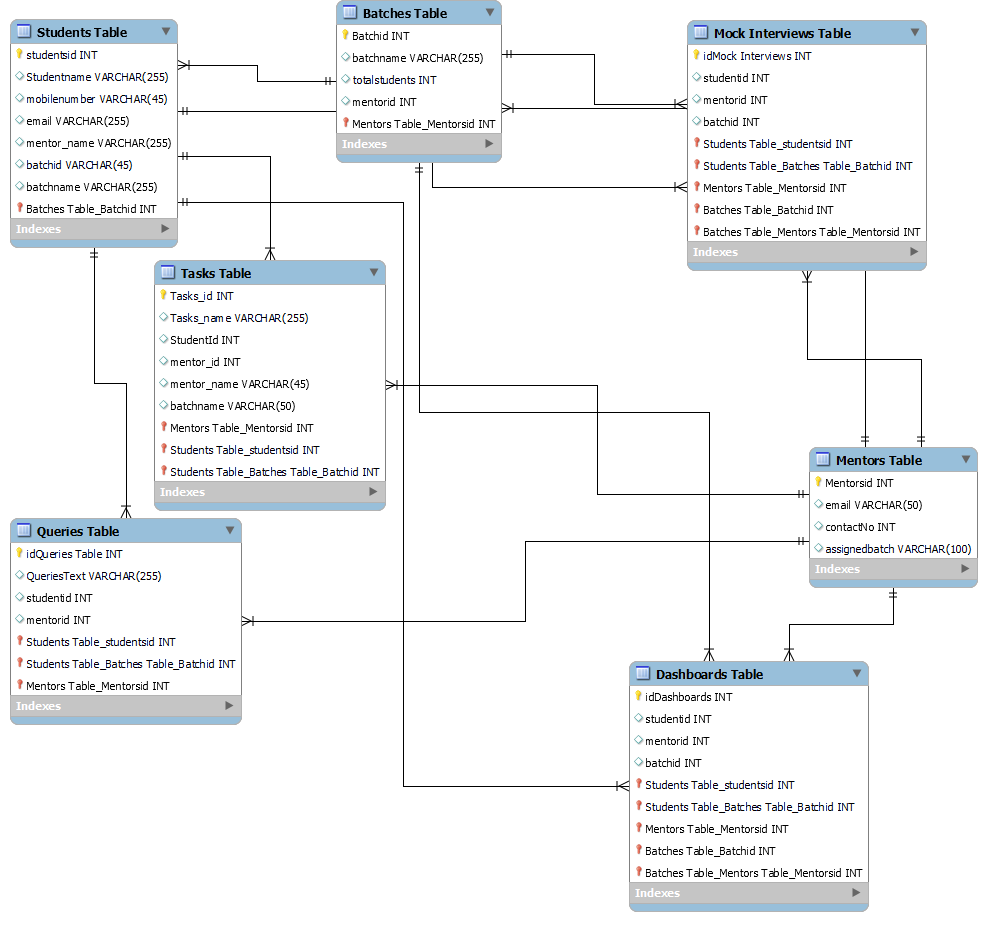 Students Table
studentsid INT
Studentname VARCHAR(255)
mobilenumber VARCHAR(45)
email VARCHAR(255)
mentor_name VARCHAR(255)
batchid VARCHAR(45)
batchname VARCHAR(255)
Batches Table_Batchid INT
Indexes
Batches Table
Batchid INT
batchname VARCHAR(255)
totalstudents INT
mentorid INT
Mentors Table_Mentorsid INT
Indexes
Mock Interviews Table
idMock Interviews INT
studentid INT
mentorid INT
batchid INT
Students Table_studentsid INT
Students Table_Batches Table_Batchid INT
Mentors Table_Mentorsid INT
Batches Table_Batchid INT
Batches Table_Mentors Table_Mentorsid INT
Indexes
Tasks Table
Tasks_id INT
Tasks_name VARCHAR(255)
StudentId INT
mentor_id INT
mentor_name VARCHAR(45)
batchname VARCHAR(50)
Mentors Table_Mentorsid INT
Students Table_studentsid INT
Students Table_Batches Table_Batchid INT
Indexes
Mentors Table
Mentorsid INT
email VARCHAR(50)
contactNo INT
assignedbatch VARCHAR(100)
Indexes
Queries Table
idQueries Table INT
QueriesText VARCHAR(255)
studentid INT
mentorid INT
Students Table_studentsid INT
Students Table_Batches Table_Batchid INT
Mentors Table_Mentorsid INT
Indexes
Dashboards Table
idDashboards INT
studentid INT
mentorid INT
batchid INT
Students Table_studentsid INT
Students Table_Batches Table_Batchid INT
Mentors Table_Mentorsid INT
Batches Table_Batchid INT
Batches Table_Mentors Table_Mentorsid INT
Indexes